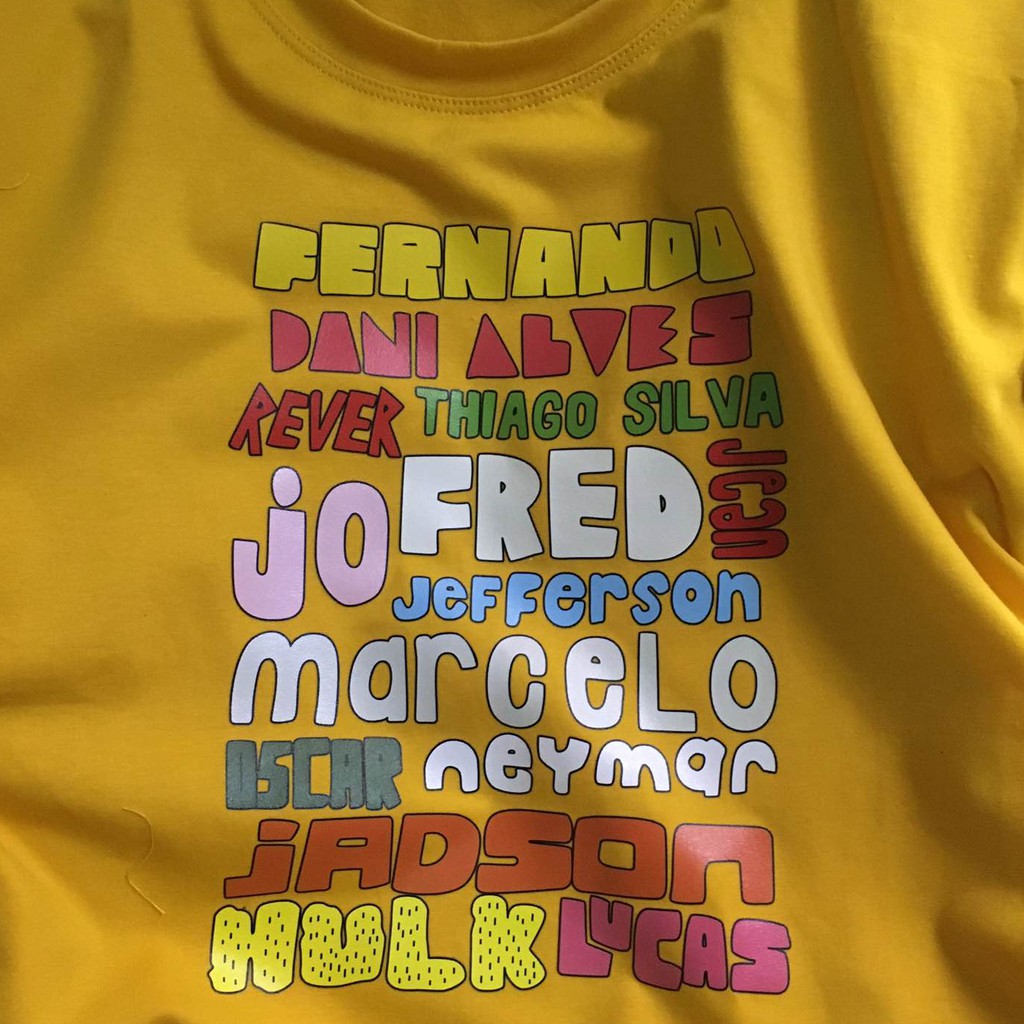 FERNANDO
DANI ALVES
REVER THIAGO SILVA
jo FRED Jean
Jefferson
marceLo
OSCAR neymar
jADSOn
HULK LUCAS